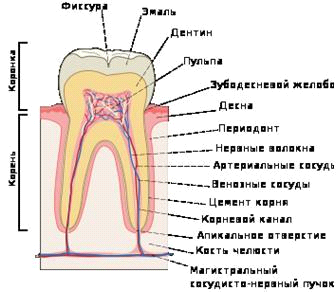 Фиссура
Эмаль
Дентин
Пульпа
Зубодесневой желобо
Десна
Периодонт
Нервные волокна
Артериальные сосуды
Венозные сосуды
Цемент корня
Корневой канал
Апикальное отверстие
Кость челюсти
Магистральный
сосудисто-нервный пучок
Коронка
Корень